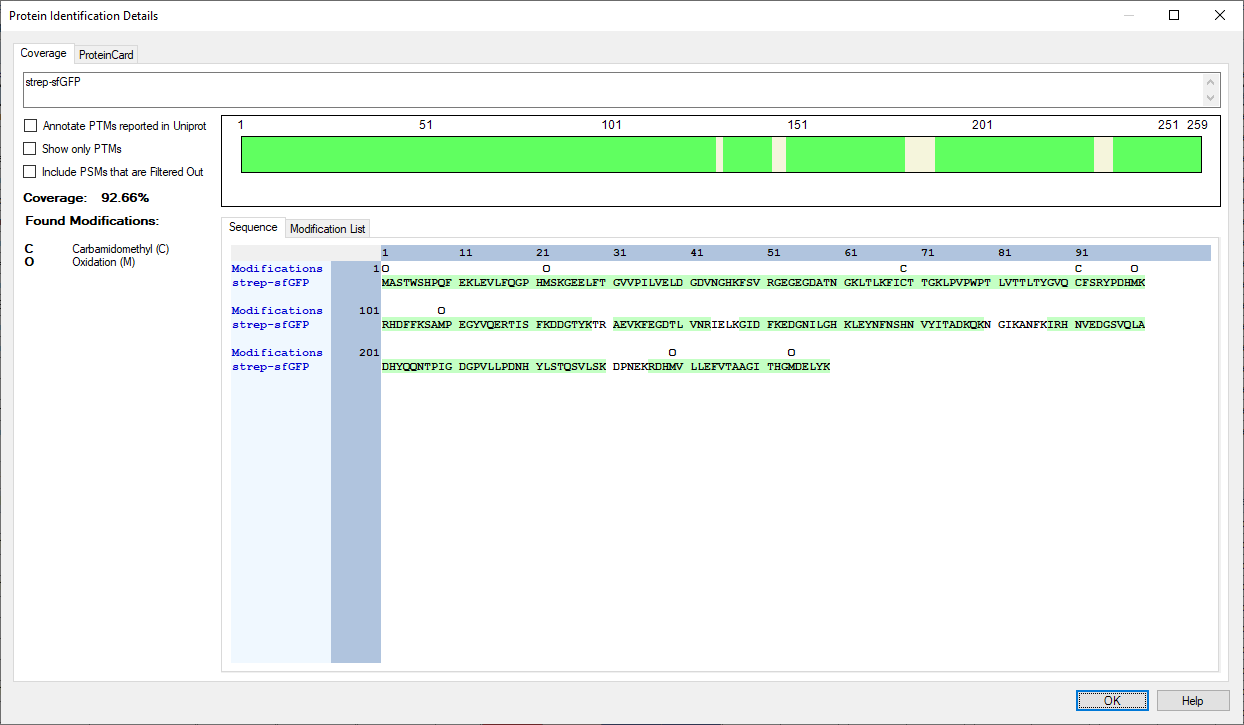 Protein Identification Details
Coverage ProteinCard
strep-sfGFP
Annotate PTMs reported in Uniprot
Show only PTMs
Include PSMs that are Filtered Out
Coverage: 92.66%
Found Modifications:
C Carbamidomethyl (C)
O Oxidation (M)
1 51 101 151 201 251 259
Sequence Modification List
1 11 21 31 41 51 61 71 81 91
Modifications 1 O O C C O
strep-sfGFP MASTWSHPQF EKLEVLFQGP HMSKGEELFT GVVPILVELD GDVNGHKFSV RGEGEGDATN GKLTLKFICT TGKLPVPWPT LVTTLTYGVQ CFSRYPDHMK
Modifications 101 O
strep-sfGFP RHDFFKSAMP EGYVQERTIS FKDDGTYKTR AEVKFEGDTL VNRIELKGID FKEDGNILGH KLEYNFNSHN VYITADKQKN GIKANFKIRH NVEDGSVQLA
Modifications 201 O O
strep-sfGFP DHYQQNTPIG DGPVLLPDNH YLSTQSVLSK DPNEKRDHMV LLEFVTAAGI THGMDELYK
OK Help